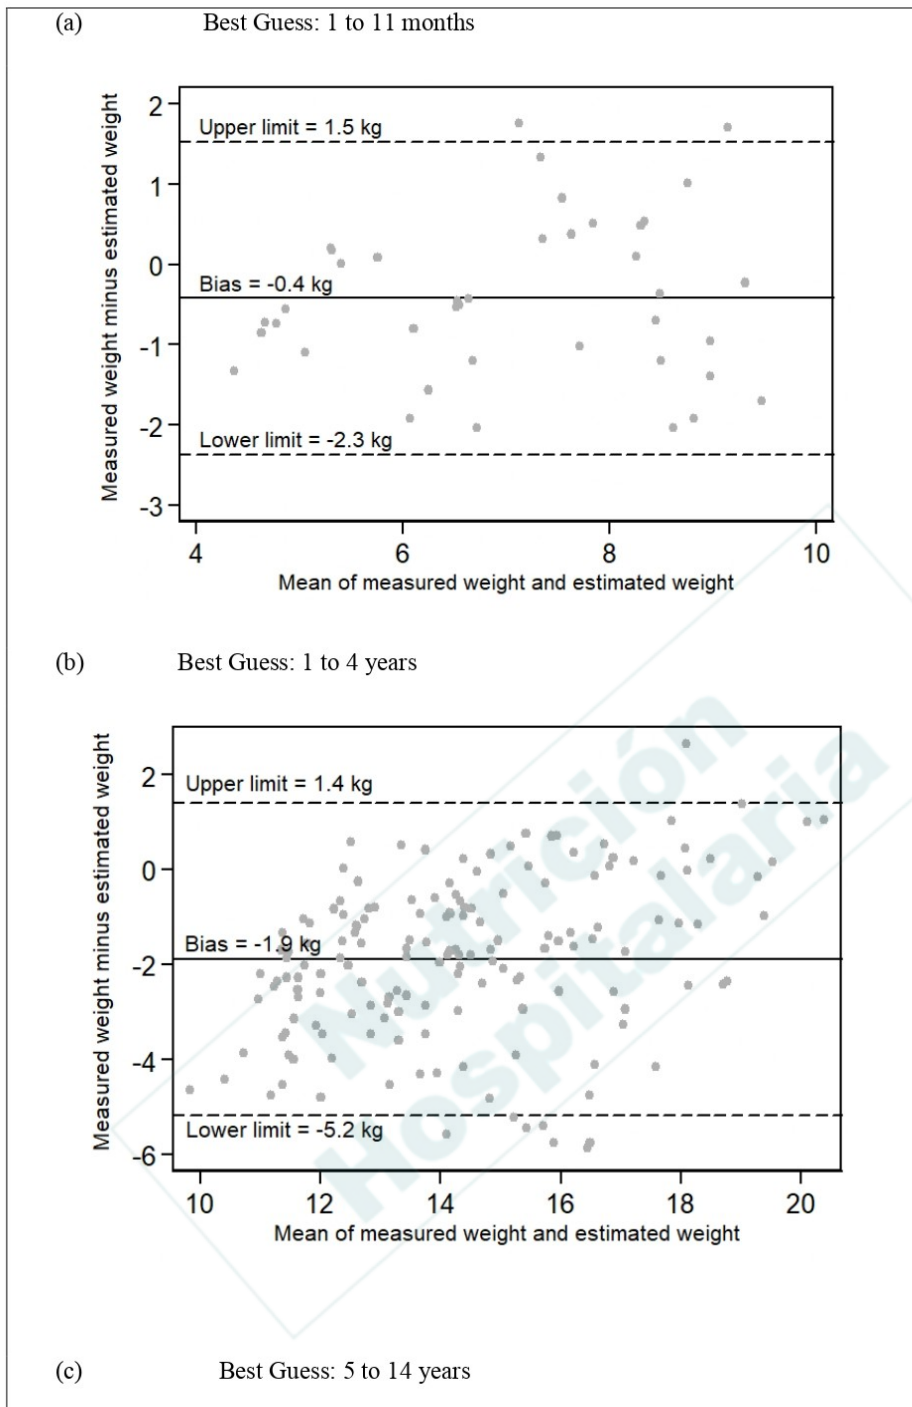 (a) Best Guess: 1 to 11 months
Measured weight minus estimated weight
2
Upper limit = 1.5 kg
1
0
Bias = -0.4 kg
-1
-2
Lower limit = -2.3 kg
-3
4 6 8 10
Mean of measured weight and estimated weight
(b) Best Guess: 1 to 4 years
Measured weight minus estimated weight
2
Upper limit = 1.4 kg
0
Bias = -1.9 kg
-2
-4
Lower limit = -5.2 kg
-6
10 12 14 16 18 20
Mean of measured weight and estimated weight
Nutrición
Hospitalaria
(c) Best Guess: 5 to 14 years